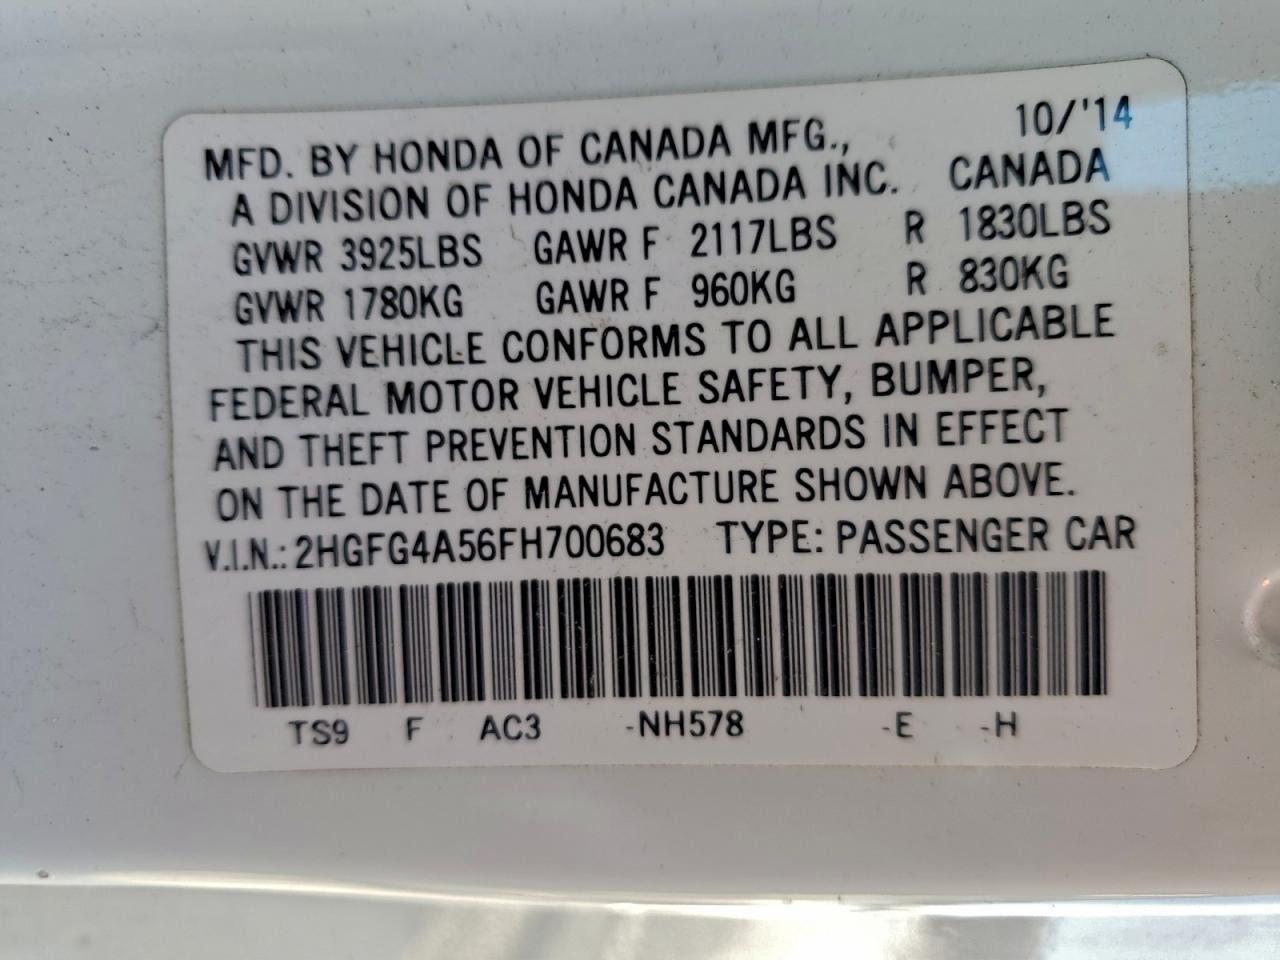 10/'14
MFD. BY HONDA OF CANADA MFG.,
A DIVISION OF HONDA CANADA INC. CANADA
GVWR 3925LBS GAWR F 2117LBS R 1830LBS
GVWR 1780KG GAWR F 960KG R 830KG
THIS VEHICLE CONFORMS TO ALL APPLICABLE
FEDERAL MOTOR VEHICLE SAFETY, BUMPER,
AND THEFT PREVENTION STANDARDS IN EFFECT
ON THE DATE OF MANUFACTURE SHOWN ABOVE.
V.I.N.: 2HGFG4A56FH700683 TYPE: PASSENGER CAR
TS9 F AC3 -NH578 -E -H